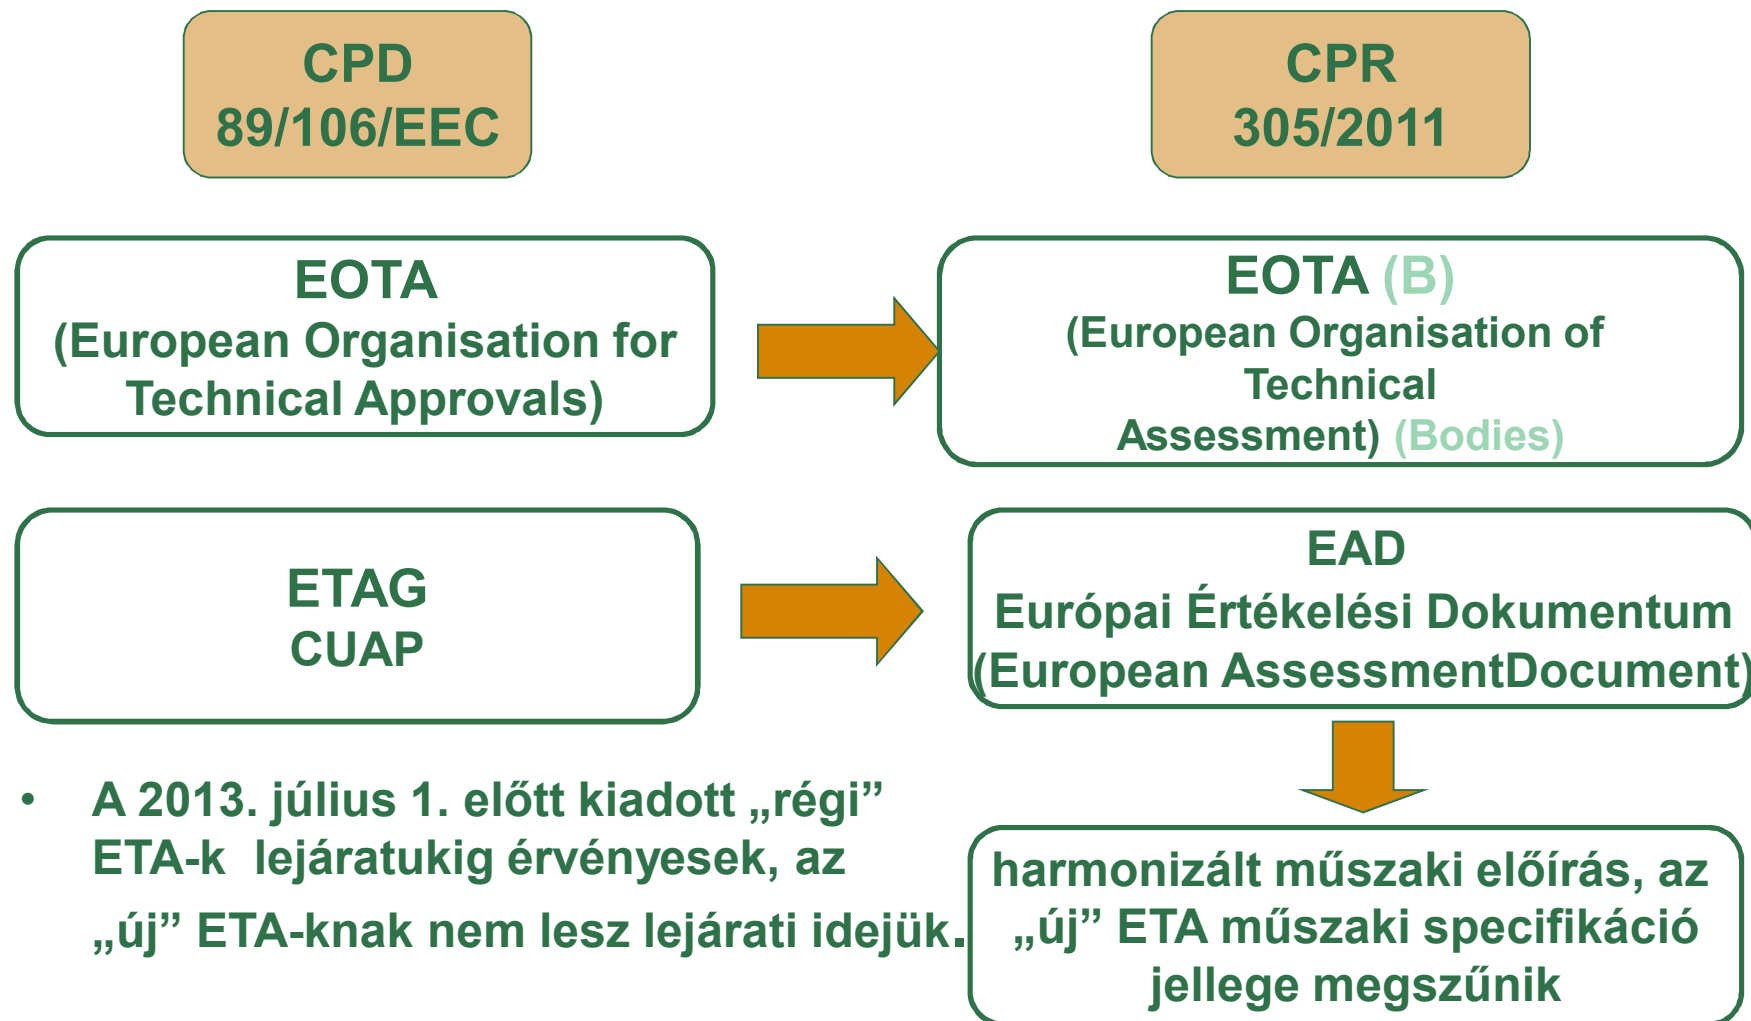 CPD
89/106/EEC
CPR
305/2011
EOTA
(European Organisation for
Technical Approvals)
EOTA (B)
(European Organisation of
Technical
Assessment) (Bodies)
ETAG
CUAP
EAD
Európai Értékelési Dokumentum
(European AssessmentDocument)
• A 2013. július 1. előtt kiadott „régi”
ETA-k lejáratukig érvényesek, az
„új” ETA-knak nem lesz lejárati idejük.
harmonizált műszaki előírás, az
„új” ETA műszaki specifikáció
jellege megszűnik